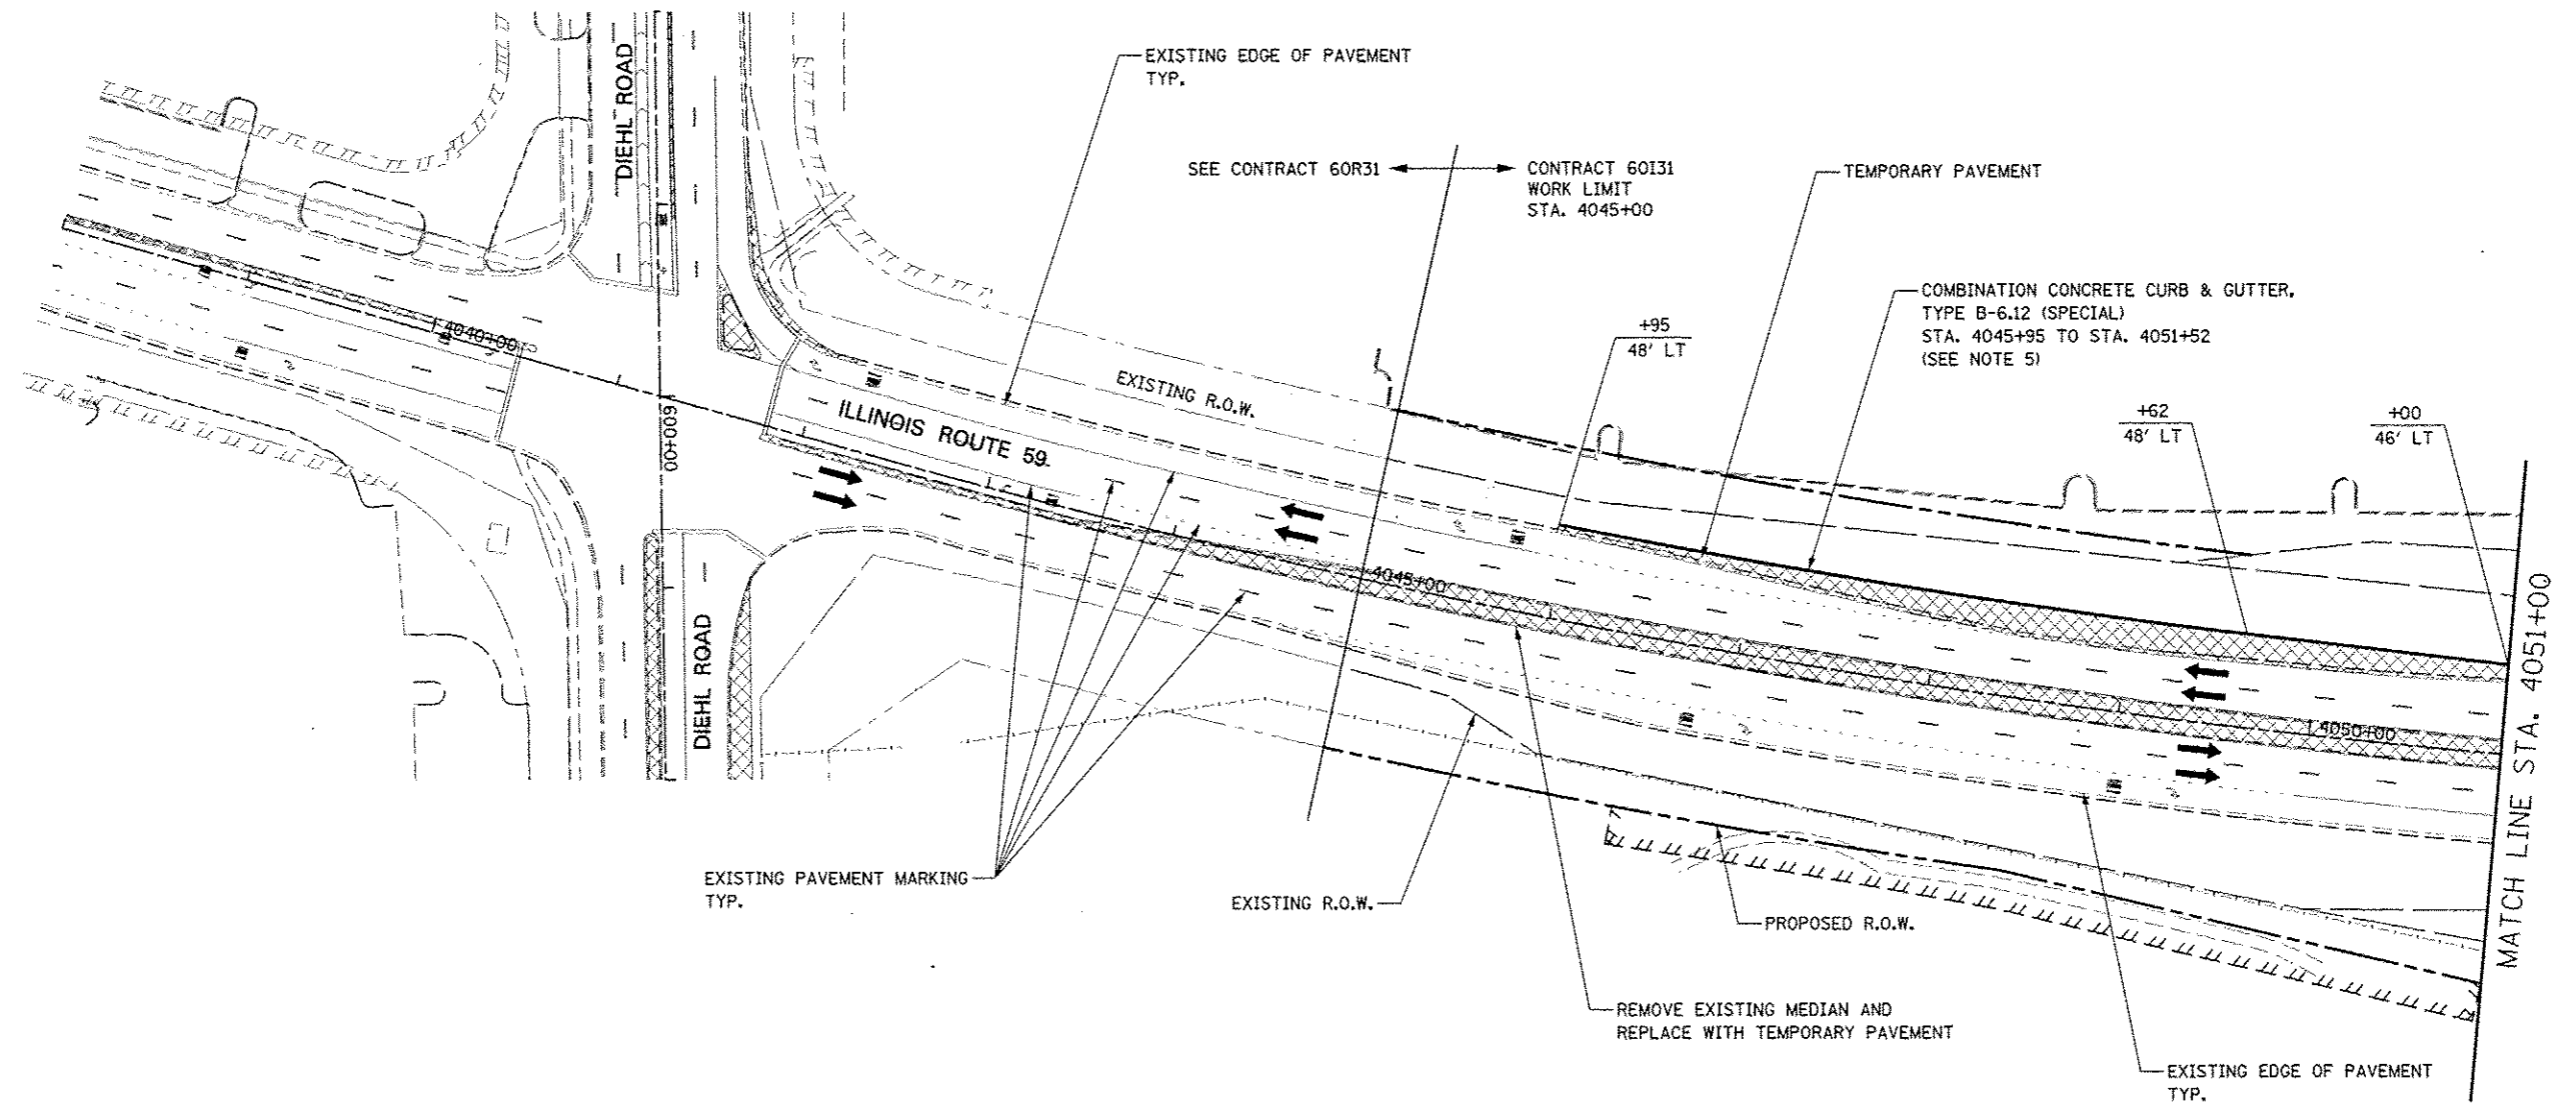 DIEHL ROAD
EXISTING EDGE OF PAVEMENT
TYP.
SEE CONTRACT 60R31
CONTRACT 60I31
WORK LIMIT
STA. 4045+00
TEMPORARY PAVEMENT
COMBINATION CONCRETE CURB & GUTTER,
TYPE B-6.12 (SPECIAL)
STA. 4045+95 TO STA. 4051+52
(SEE NOTE 5)
+95
48' LT
+62
48' LT
+00
46' LT
4040+00
EXISTING R.O.W.
ILLINOIS ROUTE 59
600+00
4045+00
4050+00
DIEHL ROAD
MATCH LINE STA. 4051+00
EXISTING PAVEMENT MARKING
TYP.
EXISTING R.O.W.
PROPOSED R.O.W.
REMOVE EXISTING MEDIAN AND
REPLACE WITH TEMPORARY PAVEMENT
EXISTING EDGE OF PAVEMENT
TYP.